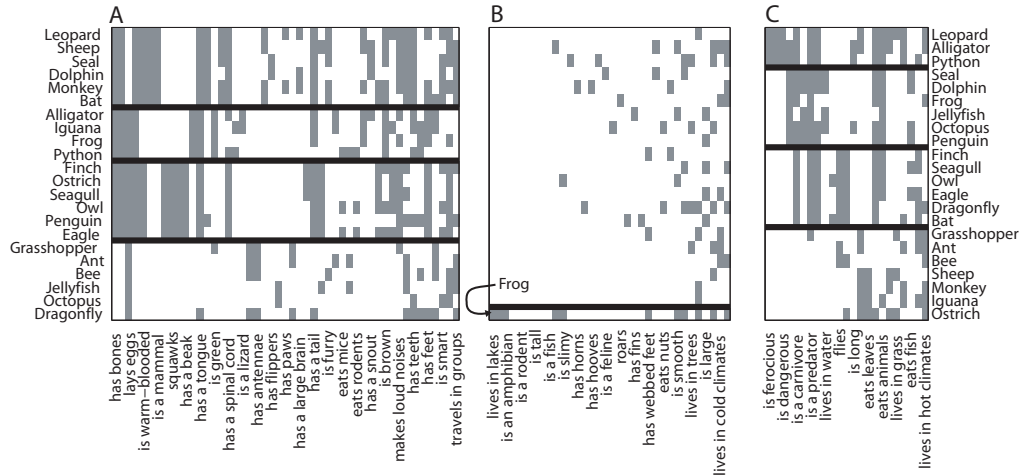 A
B
C
Leopard
Sheep
Seal
Dolphin
Monkey
Bat
Alligator
Iguana
Frog
Python
Finch
Ostrich
Seagull
Owl
Penguin
Eagle
Grasshopper
Ant
Bee
Jellyfish
Octopus
Dragonfly
Frog
Leopard
Alligator
Python
Seal
Dolphin
Frog
Jellyfish
Octopus
Penguin
Finch
Seagull
Owl
Eagle
Dragonfly
Bat
Grasshopper
Ant
Bee
Sheep
Monkey
Iguana
Ostrich
has bones
lays eggs
is warm−blooded
is a mammal
squawks
has a beak
has a tongue
is green
has a spinal cord
is a lizard
has antennae
has flippers
has paws
has a large brain
has a tail
is furry
eats mice
eats rodents
has a snout
is brown
makes loud noises
has teeth
has feet
is smart
travels in groups
lives in lakes
is an amphibian
is a rodent
is tall
is a fish
is slimy
has horns
has hooves
is a feline
roars
has fins
has webbed feet
eats nuts
is smooth
lives in trees
is large
lives in cold climates
is ferocious
is dangerous
is a carnivore
is a predator
lives in water
flies
is long
eats leaves
eats animals
lives in grass
eats fish
lives in hot climates